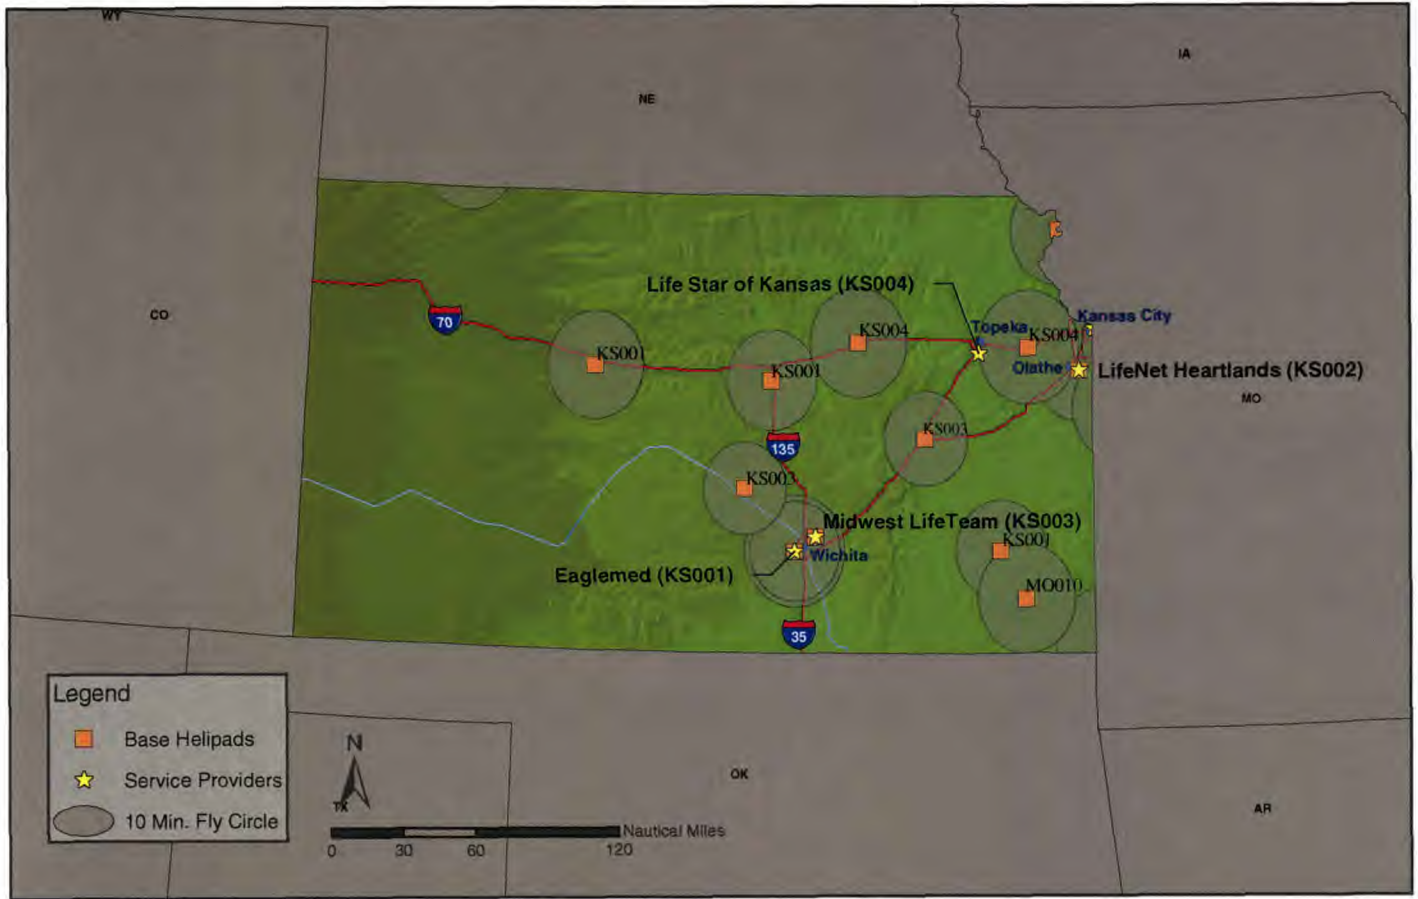 WY
IA
NE
Life Star of Kansas (KS004)
CO
70
Topeka
Kansas City
KS004
KS004
KS001
KS001
Olathe
LifeNet Heartlands (KS002)
MO
KS003
135
KS003
Midwest LifeTeam (KS003)
KS001
Wichita
Eaglemed (KS001)
MO010
35
Legend
Base Helipads
Service Providers
10 Min. Fly Circle
N
TX
OK
AR
Nautical Miles
0 30 60 120